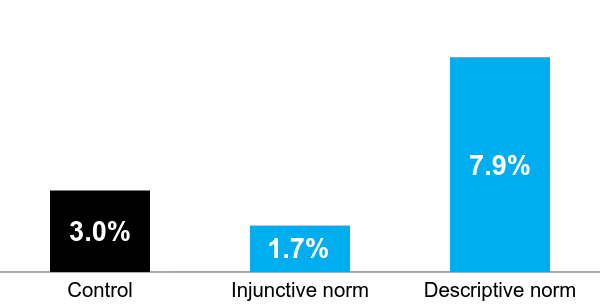 7.9%
3.0%
1.7%
Control
Injunctive norm
Descriptive norm